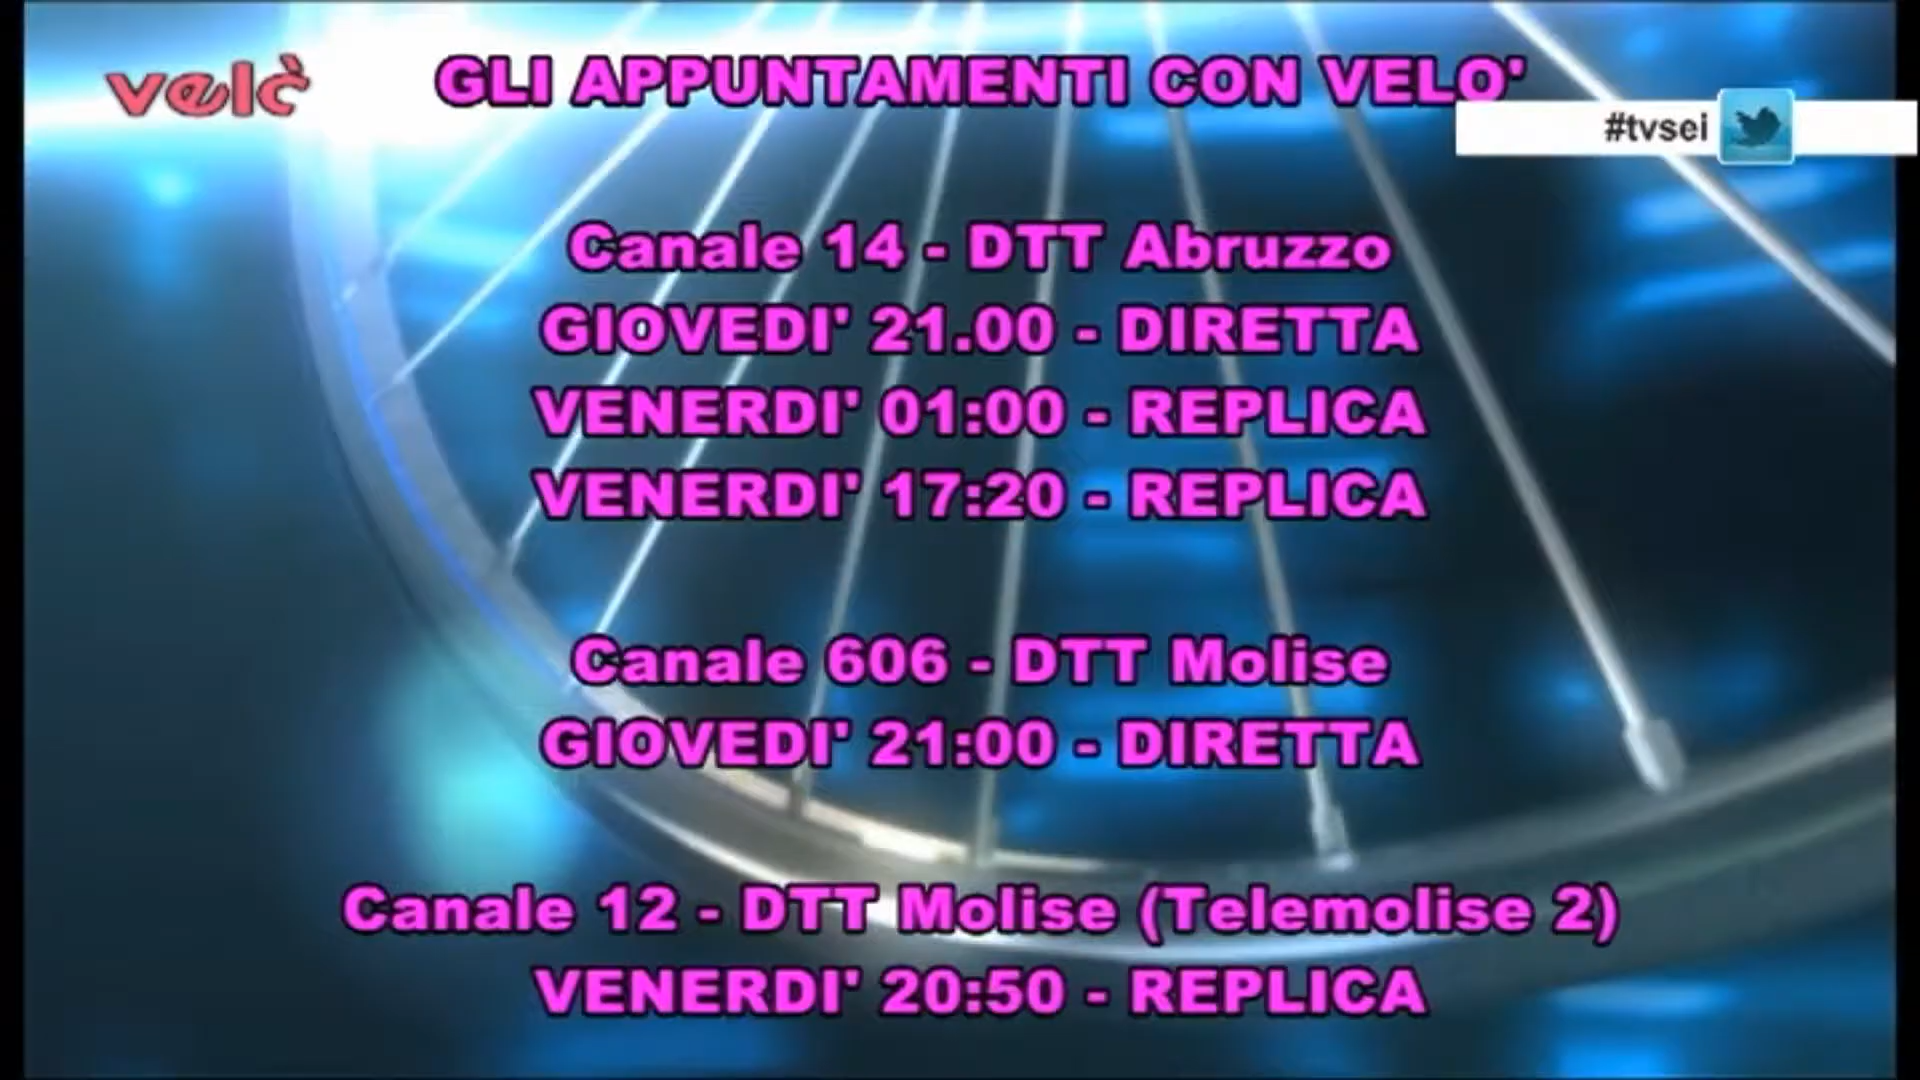 velò
GLI APPUNTAMENTI CON VELO'
#tvsei
Canale 14 - DTT Abruzzo
GIOVEDI' 21.00 - DIRETTA
VENERDI' 01:00 - REPLICA
VENERDI' 17:20 - REPLICA
Canale 606 - DTT Molise
GIOVEDI' 21:00 - DIRETTA
Canale 12 - DTT Molise (Telemolise 2)
VENERDI' 20:50 - REPLICA